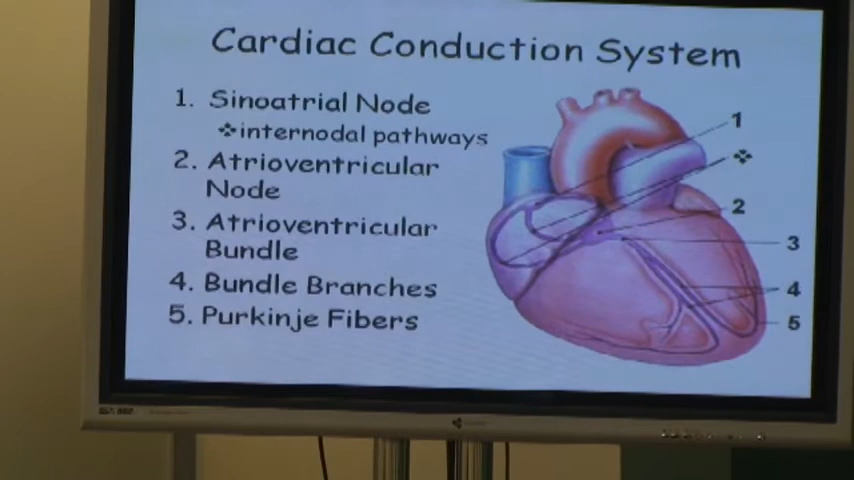 Cardiac Conduction System
1. Sinoatrial Node
❖internodal pathways
2. Atrioventricular
Node
3. Atrioventricular
Bundle
4. Bundle Branches
5. Purkinje Fibers
1
❖
2
3
4
5